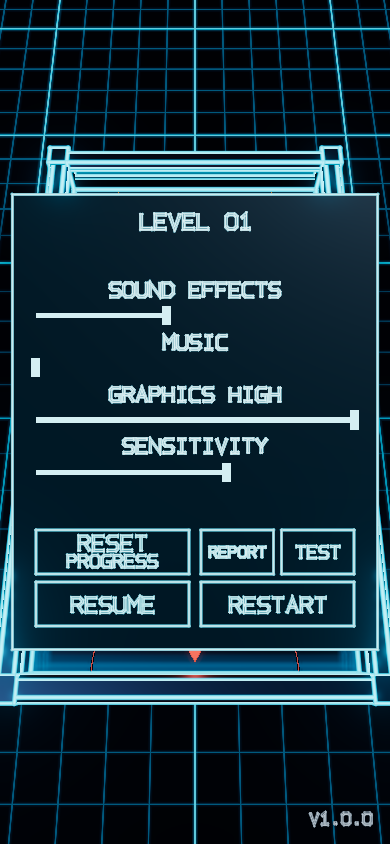 LEVEL 01
SOUND EFFECTS
MUSIC
GRAPHICS HIGH
SENSITIVITY
RESET
PROGRESS
REPORT
TEST
RESUME
RESTART
v1.0.0